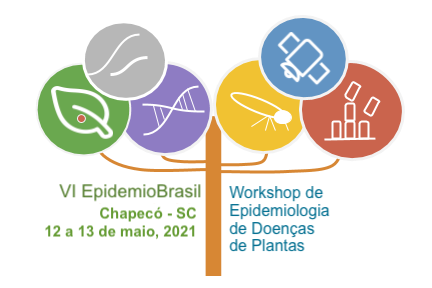 VI EpidemioBrasil
Chapecó - SC
12 a 13 de maio, 2021
Workshop de
Epidemiologia
de Doenças
de Plantas